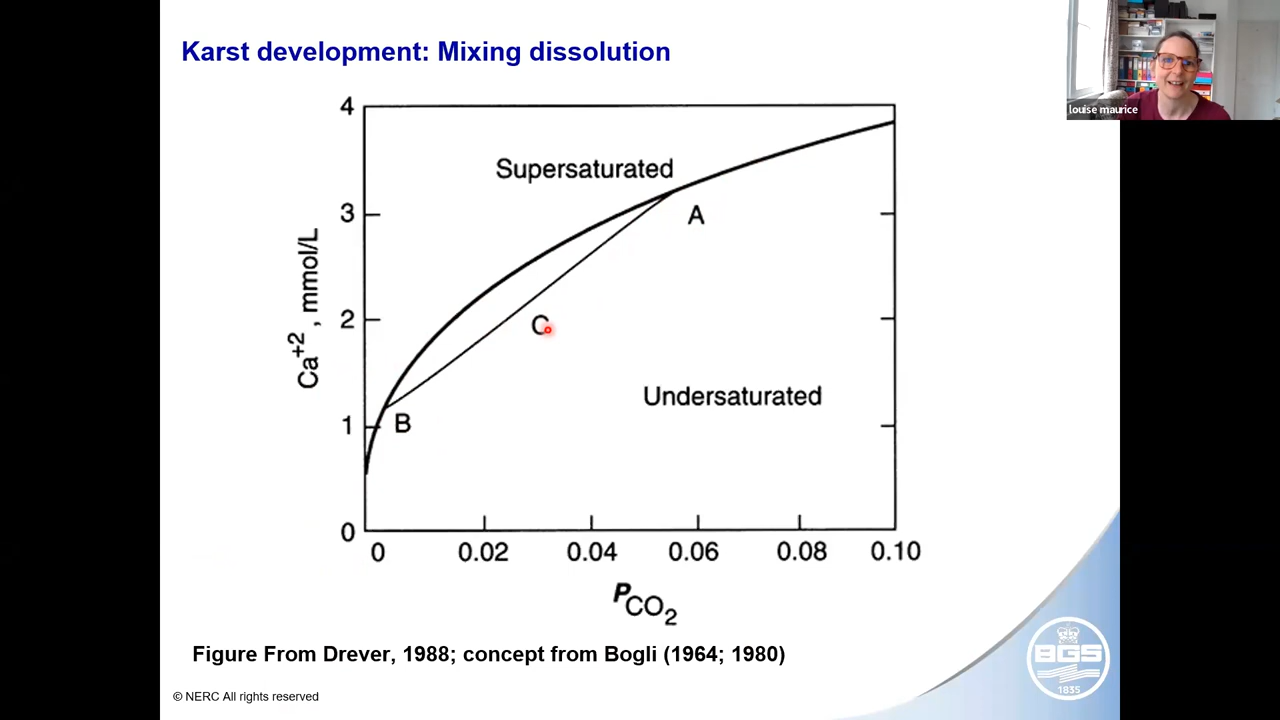 Karst development: Mixing dissolution
louise maurice
4
3
2
1
0
Ca+2, mmol/L
Supersaturated
A
C
B
Undersaturated
0 0.02 0.04 0.06 0.08 0.10
PCO2
Figure From Drever, 1988; concept from Bogli (1964; 1980)
© NERC All rights reserved
BGS
1835